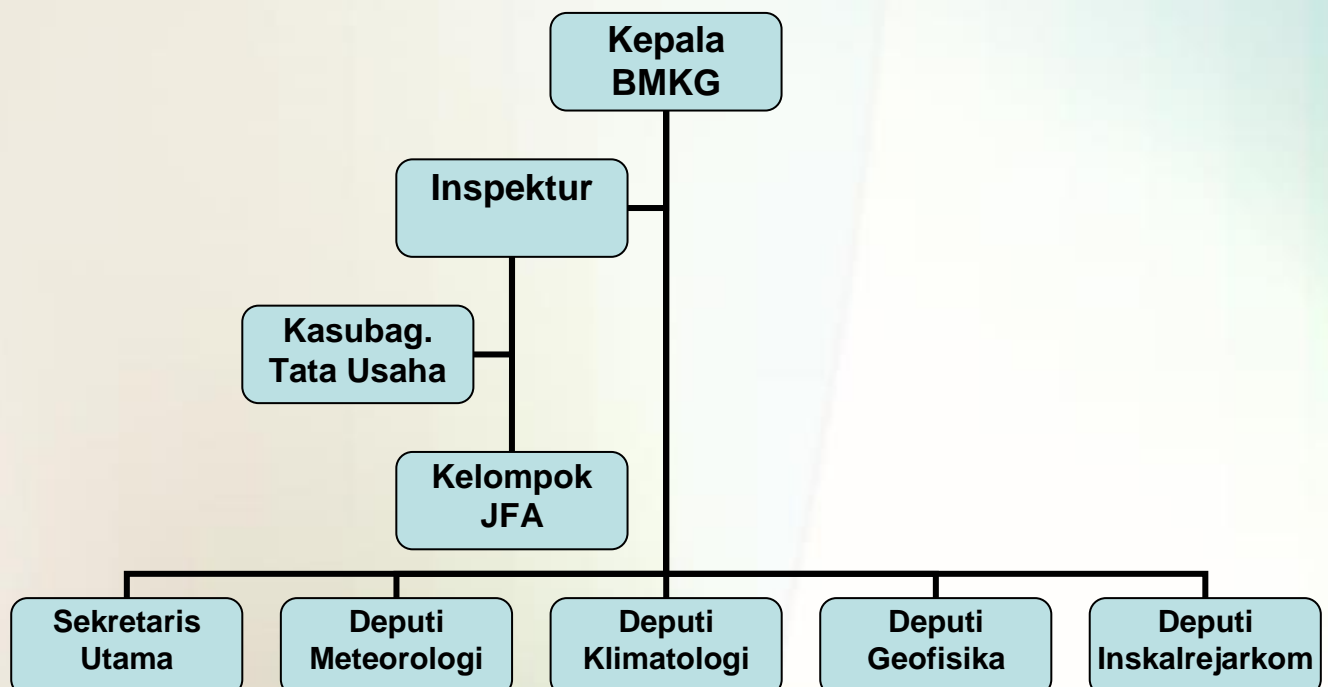 Kepala
BMKG
Inspektur
Kasubag.
Tata Usaha
Kelompok
JFA
Sekretaris
Utama
Deputi
Meteorologi
Deputi
Klimatologi
Deputi
Geofisika
Deputi
Inskalrejarkom